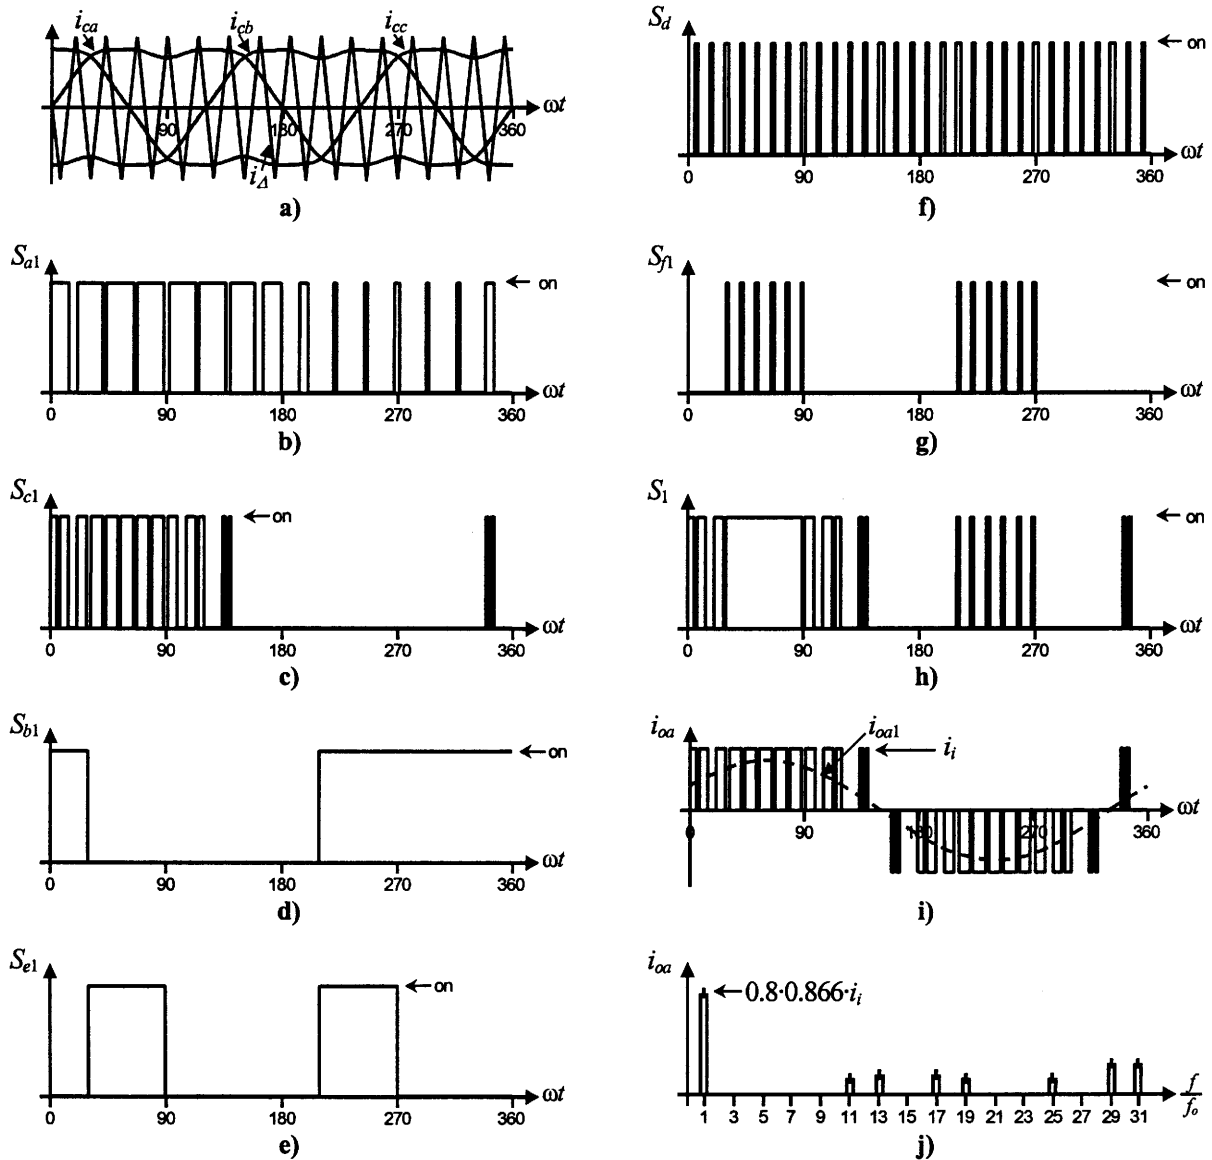 i_ca i_cb i_cc
90 180 270 360 ωt
i_Δ
a)
S_d
on
0 90 180 270 360 ωt
f)
S_a1
on
0 90 180 270 360 ωt
b)
S_f1
on
0 90 180 270 360 ωt
g)
S_c1
on
0 90 180 270 360 ωt
c)
S_1
on
0 90 180 270 360 ωt
h)
S_b1
on
0 90 180 270 360 ωt
d)
i_oa i_oa1 i_i
0 90 180 270 360 ωt
i)
S_e1
on
0 90 180 270 360 ωt
e)
i_oa
0.8·0.866·i_i
1 3 5 7 9 11 13 15 17 19 21 23 25 27 29 31 f/f_o
j)